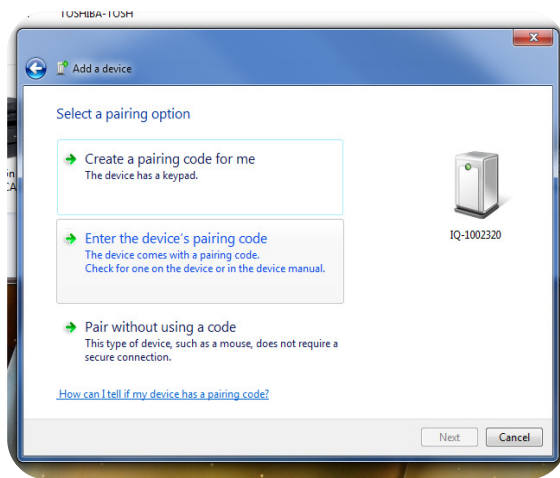 TOSHIBA-TOSH
Add a device
Select a pairing option
Create a pairing code for me
The device has a keypad.
Enter the device's pairing code
The device comes with a pairing code.
Check for one on the device or in the device manual.
IQ-1002320
Pair without using a code
This type of device, such as a mouse, does not require a
secure connection.
How can I tell if my device has a pairing code?
Next
Cancel